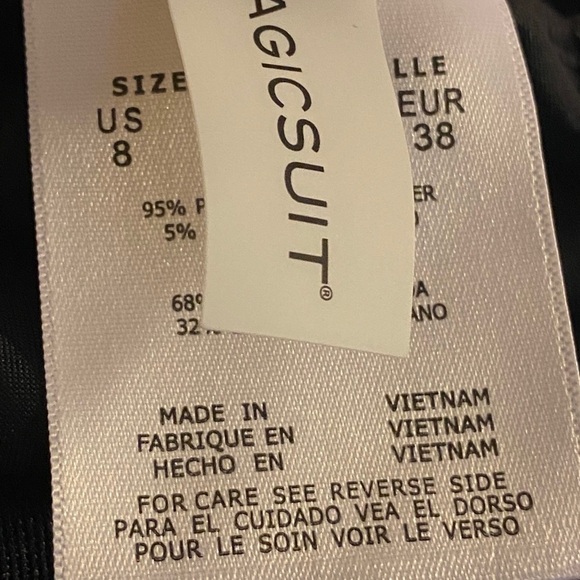 AGICSUIT®
SIZE LLE
US EUR
8 38
95% P ER
5%
68
32 ANO
MADE IN VIETNAM
FABRIQUE EN VIETNAM
HECHO EN VIETNAM
FOR CARE SEE REVERSE SIDE
PARA EL CUIDADO VEA EL DORSO
POUR LE SOIN VOIR LE VERSO